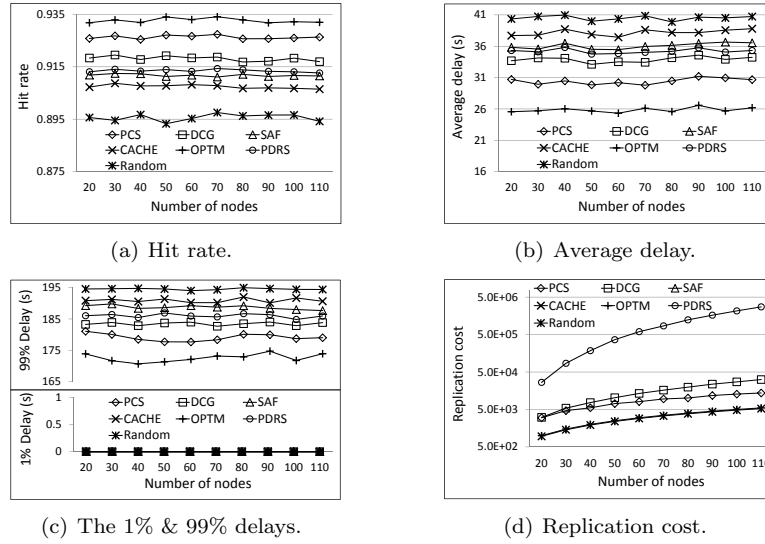 0.935
0.915
0.895
0.875
Hit rate
PCS DCG SAF
CACHE OPTM PDRS
Random
20 30 40 50 60 70 80 90 100 110
Number of nodes
(a) Hit rate.
41
36
31
26
21
16
Average delay (s)
PCS DCG SAF
CACHE OPTM PDRS
Random
20 30 40 50 60 70 80 90 100 110
Number of nodes
(b) Average delay.
195
185
175
165
99% Delay (s)
1
0.5
0
1% Delay (s)
PCS DCG SAF
CACHE OPTM PDRS
Random
20 30 40 50 60 70 80 90 100 110
Number of nodes
(c) The 1% & 99% delays.
5.0E+06
5.0E+05
5.0E+04
5.0E+03
5.0E+02
Replication cost
PCS DCG SAF
CACHE OPTM PDRS
Random
20 30 40 50 60 70 80 90 100 110
Number of nodes
(d) Replication cost.